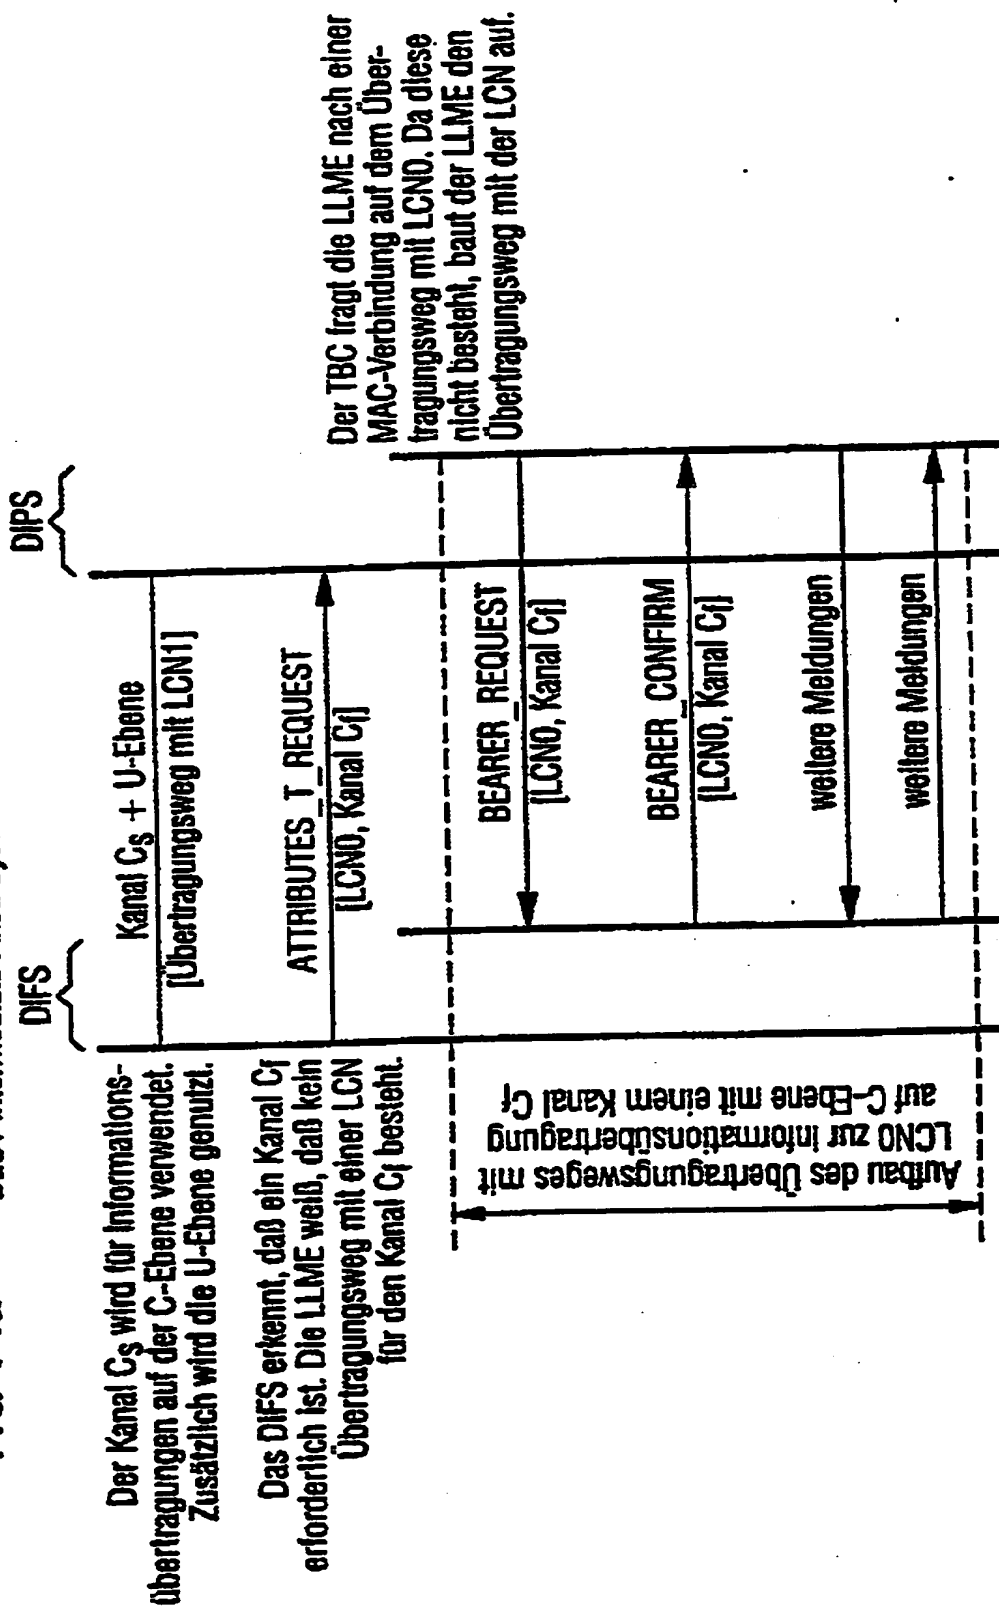 DIFS
DIPS
Der Kanal Cs wird für Informations-
übertragungen auf der C-Ebene verwendet.
Zusätzlich wird die U-Ebene genutzt.
Kanal Cs + U-Ebene
[Übertragungsweg mit LCN1]
Das DIFS erkennt, daß ein Kanal Cf
erforderlich ist. Die LLME weiß, daß kein
Übertragungsweg mit einer LCN
für den Kanal Cf besteht.
ATTRIBUTES_T_REQUEST
[LCN0, Kanal Cf]
Der TBC fragt die LLME nach einer
MAC-Verbindung auf dem Über-
tragungsweg mit LCN0. Da diese
nicht besteht, baut der LLME den
Übertragungsweg mit der LCN auf.
Aufbau des Übertragungsweges mit
LCN0 zur Informationsübertragung
auf C-Ebene mit einem Kanal Cf
BEARER_REQUEST
[LCN0, Kanal Cf]
BEARER_CONFIRM
[LCN0, Kanal Cf]
weitere Meldungen
weitere Meldungen